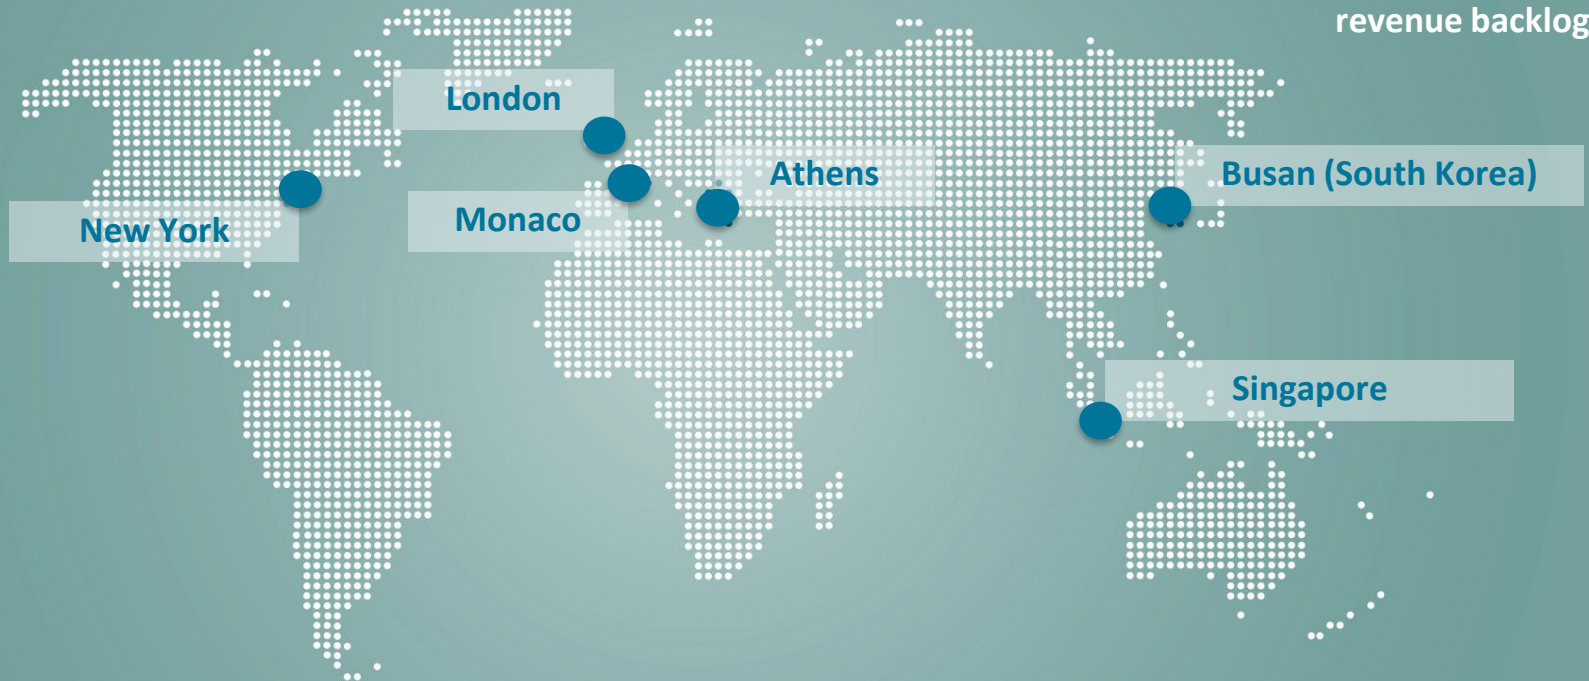 revenue backlog
London
Athens
Busan (South Korea)
Monaco
New York
Singapore